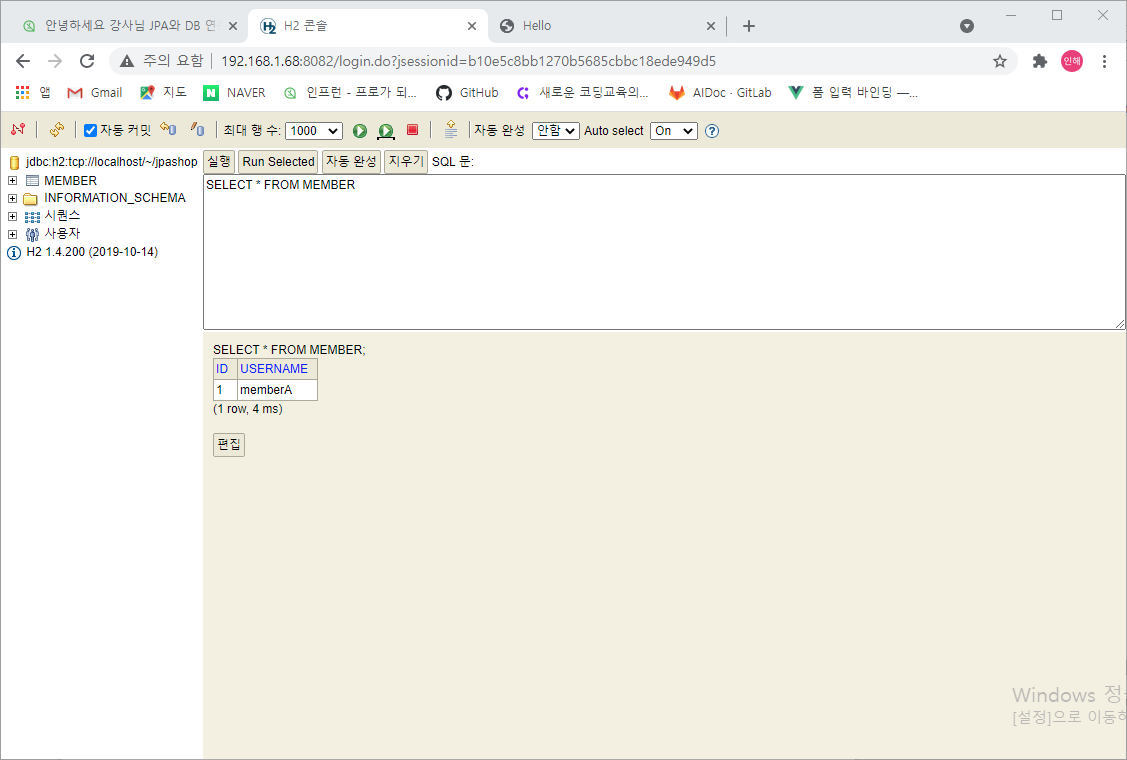 안녕하세요 강사님 JPA와 DB 연
H2 콘솔
Hello
주의 요함
192.168.1.68:8082/login.do?jsessionid=b10e5c8bb1270b5685cbbc18ede949d5
인해
앱
Gmail
지도
NAVER
인프런 - 프로가 되...
GitHub
새로운 코딩교육의...
AIDoc · GitLab
폼 입력 바인딩 —...
자동 커밋
최대 행 수: 1000
자동 완성 안함
Auto select On
jdbc:h2:tcp://localhost/~/jpashop
MEMBER
INFORMATION_SCHEMA
시퀀스
사용자
H2 1.4.200 (2019-10-14)
실행 Run Selected 자동 완성 지우기 SQL 문:
SELECT * FROM MEMBER
SELECT * FROM MEMBER;
ID USERNAME
1 memberA
(1 row, 4 ms)
편집
Windows 정
[설정]으로 이동하